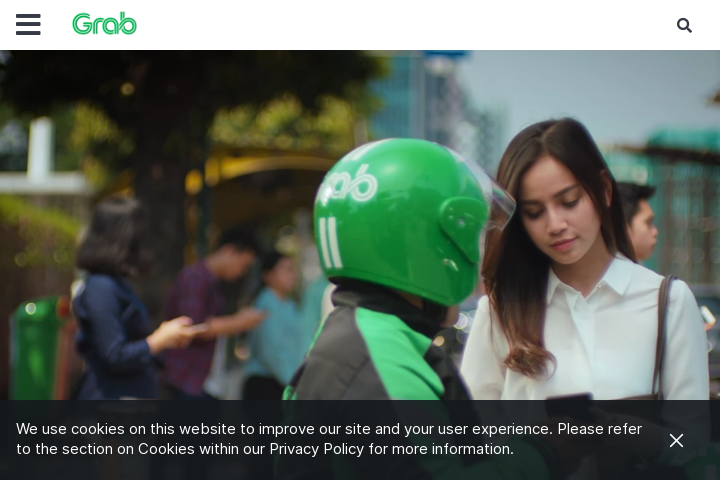 Grab
We use cookies on this website to improve our site and your user experience. Please refer
to the section on Cookies within our Privacy Policy for more information.